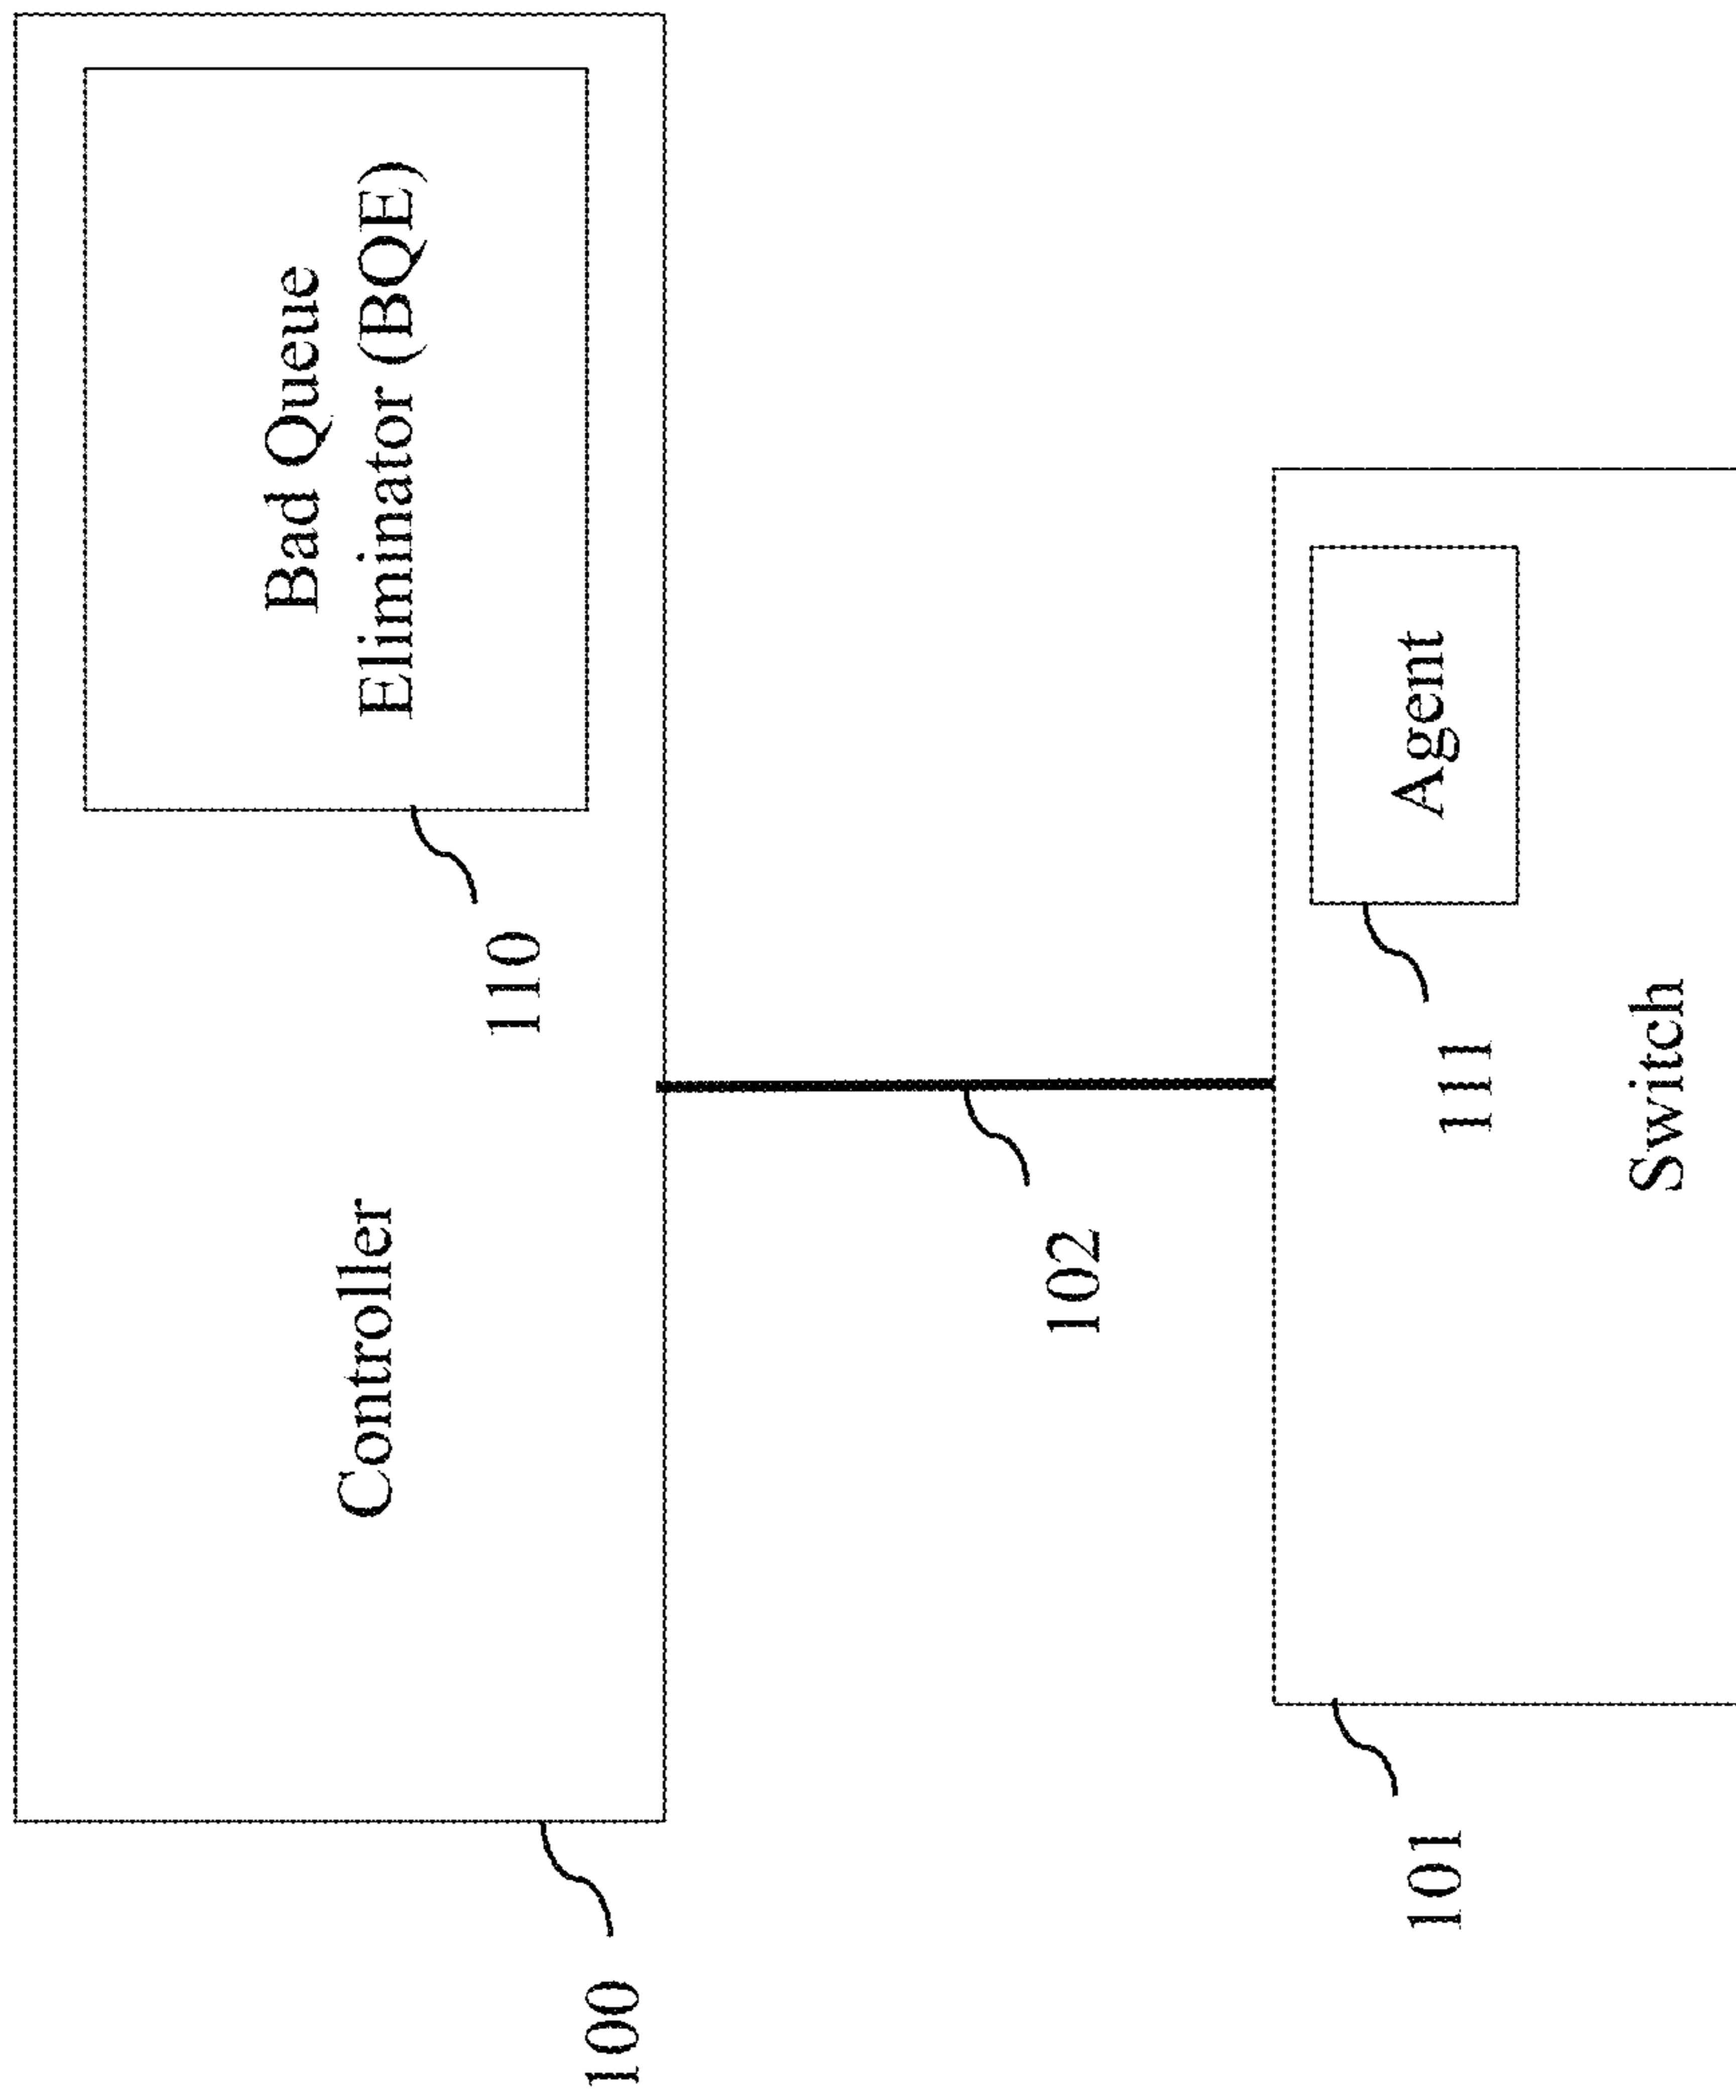 Controller
Bad Queue
Eliminator (BQE)
110
100
102
Agent
111
Switch
101